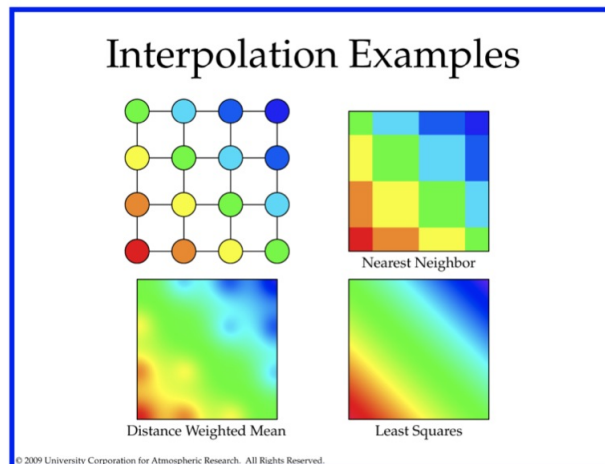 Interpolation Examples
Nearest Neighbor
Distance Weighted Mean
Least Squares
© 2009 University Corporation for Atmospheric Research. All Rights Reserved.